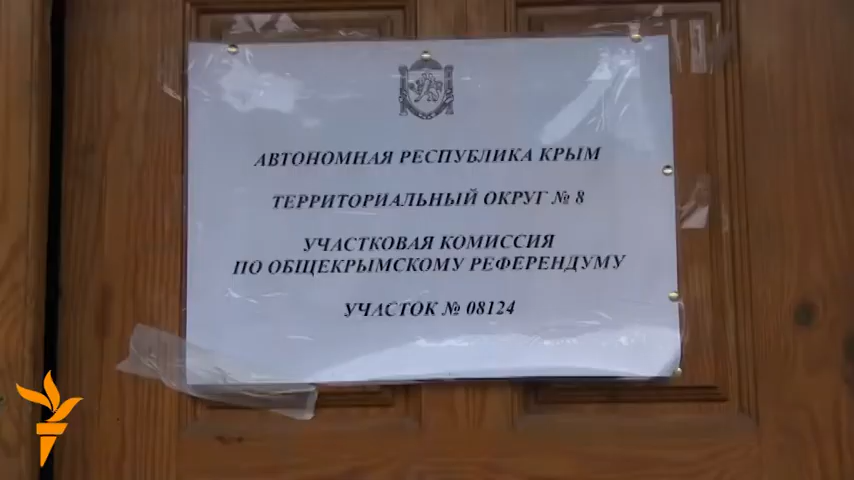 АВТОНОМНАЯ РЕСПУБЛИКА КРЫМ
ТЕРРИТОРИАЛЬНЫЙ ОКРУГ № 8
УЧАСТКОВАЯ КОМИССИЯ
ПО ОБЩЕКРЫМСКОМУ РЕФЕРЕНДУМУ
УЧАСТОК № 08124